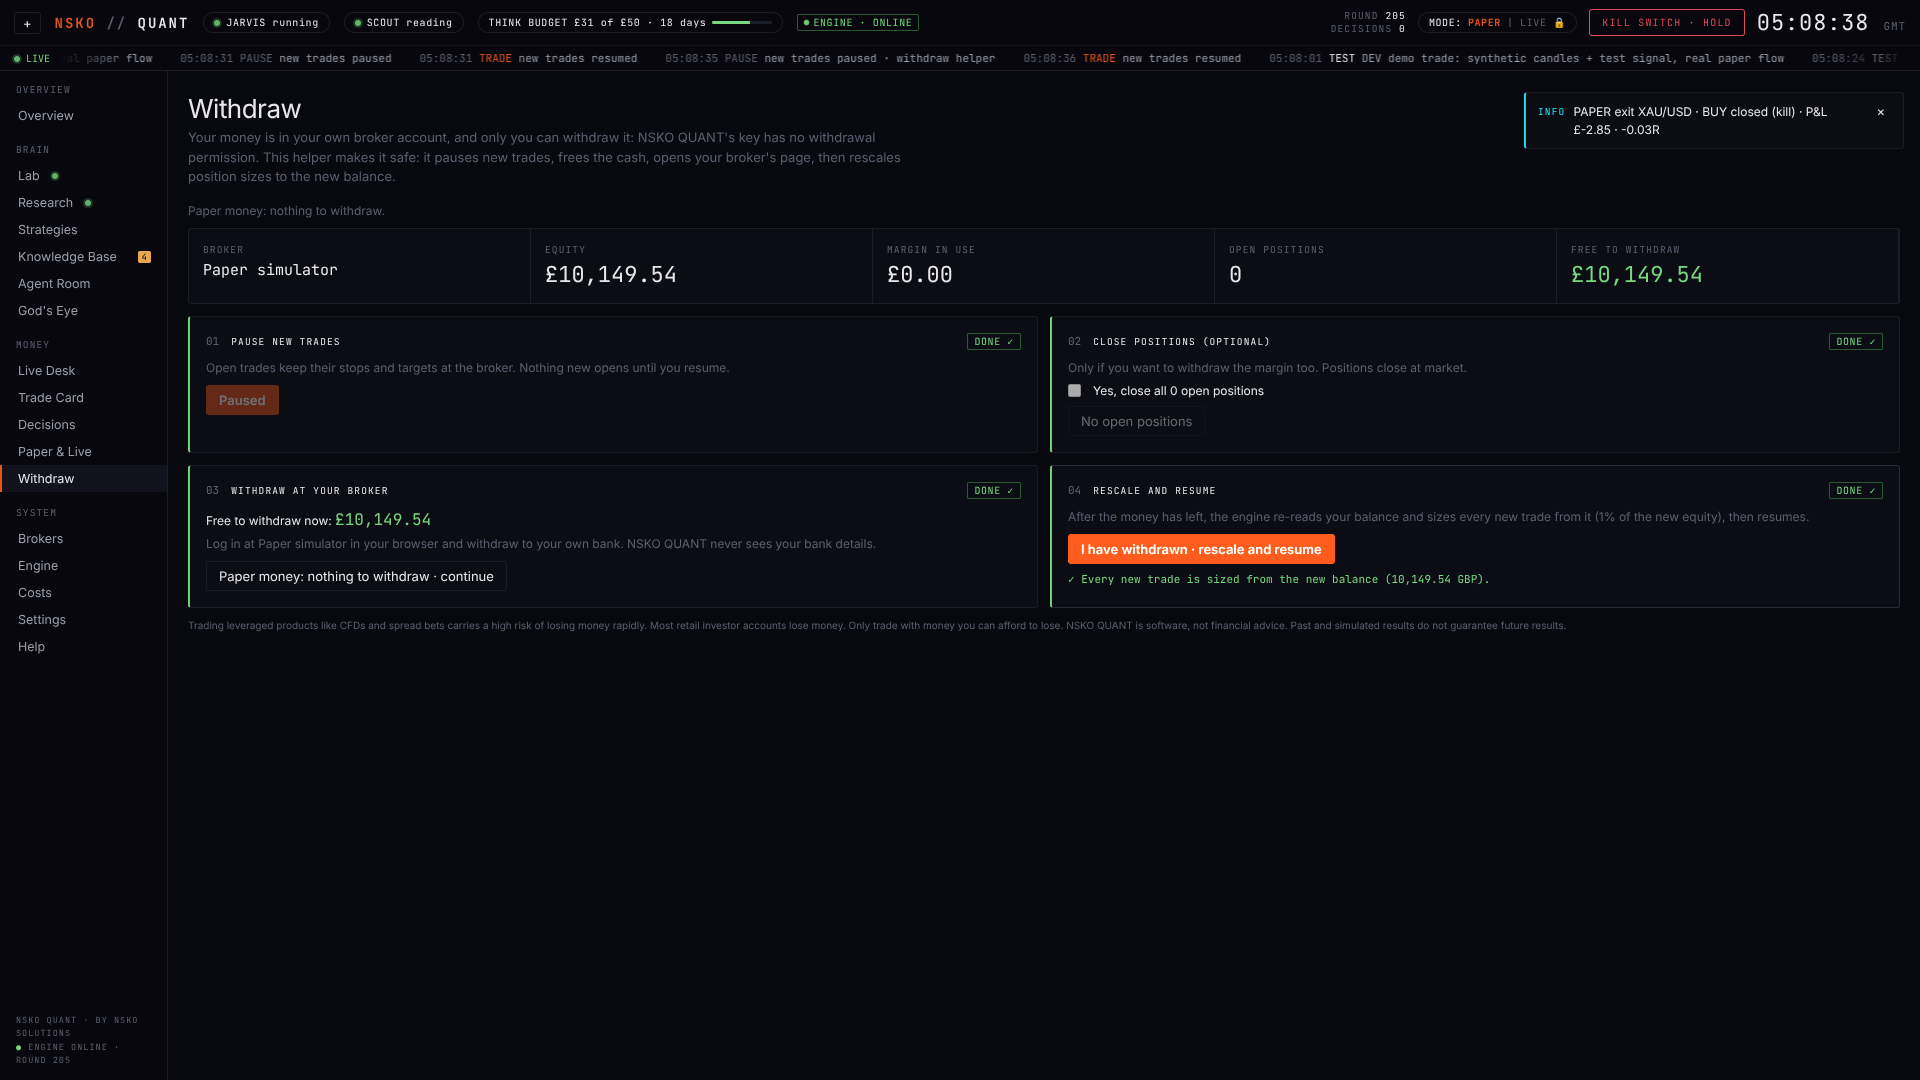 + NSKO // QUANT JARVIS running SCOUT reading THINK BUDGET £31 of £50 · 18 days ENGINE · ONLINE
ROUND 205
DECISIONS 0
MODE: PAPER | LIVE 🔒 KILL SWITCH · HOLD 05:08:38 GMT
LIVE al paper flow 05:08:31 PAUSE new trades paused 05:08:31 TRADE new trades resumed 05:08:35 PAUSE new trades paused · withdraw helper 05:08:36 TRADE new trades resumed 05:08:01 TEST DEV demo trade: synthetic candles + test signal, real paper flow 05:08:24 TEST
OVERVIEW
Overview
BRAIN
Lab
Research
Strategies
Knowledge Base 4
Agent Room
God's Eye
MONEY
Live Desk
Trade Card
Decisions
Paper & Live
Withdraw
SYSTEM
Brokers
Engine
Costs
Settings
Help
NSKO QUANT · BY NSKO
SOLUTIONS
ENGINE ONLINE ·
ROUND 205
Withdraw
Your money is in your own broker account, and only you can withdraw it: NSKO QUANT's key has no withdrawal
permission. This helper makes it safe: it pauses new trades, frees the cash, opens your broker's page, then rescales
position sizes to the new balance.
INFO PAPER exit XAU/USD · BUY closed (kill) · P&L ×
£-2.85 · -0.03R
Paper money: nothing to withdraw.
BROKER
Paper simulator
EQUITY
£10,149.54
MARGIN IN USE
£0.00
OPEN POSITIONS
0
FREE TO WITHDRAW
£10,149.54
01 PAUSE NEW TRADES DONE ✓
Open trades keep their stops and targets at the broker. Nothing new opens until you resume.
Paused
02 CLOSE POSITIONS (OPTIONAL) DONE ✓
Only if you want to withdraw the margin too. Positions close at market.
Yes, close all 0 open positions
No open positions
03 WITHDRAW AT YOUR BROKER DONE ✓
Free to withdraw now: £10,149.54
Log in at Paper simulator in your browser and withdraw to your own bank. NSKO QUANT never sees your bank details.
Paper money: nothing to withdraw · continue
04 RESCALE AND RESUME DONE ✓
After the money has left, the engine re-reads your balance and sizes every new trade from it (1% of the new equity), then resumes.
I have withdrawn · rescale and resume
✓ Every new trade is sized from the new balance (10,149.54 GBP).
Trading leveraged products like CFDs and spread bets carries a high risk of losing money rapidly. Most retail investor accounts lose money. Only trade with money you can afford to lose. NSKO QUANT is software, not financial advice. Past and simulated results do not guarantee future results.